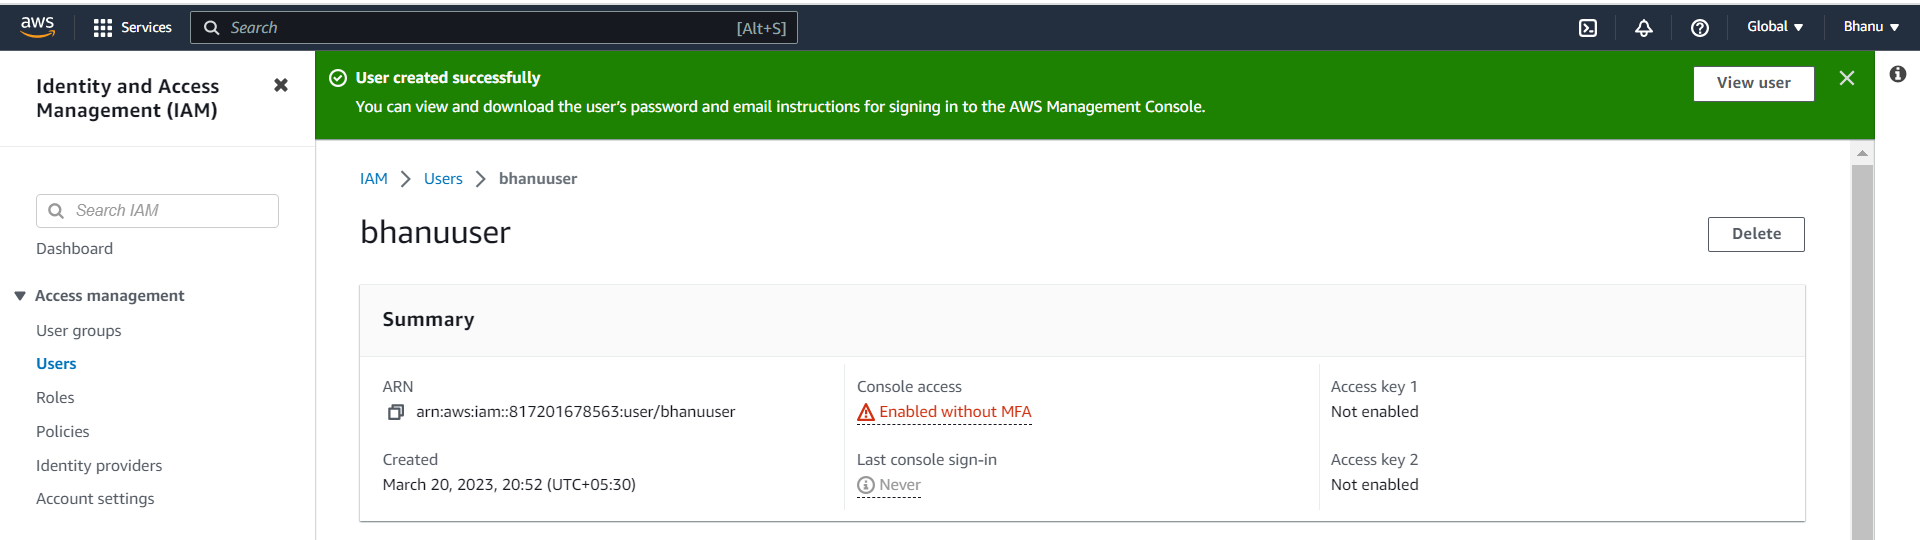 aws
Services
Search
[Alt+S]
Global
Bhanu
Identity and Access
Management (IAM)
Search IAM
Dashboard
Access management
User groups
Users
Roles
Policies
Identity providers
Account settings
User created successfully
You can view and download the user's password and email instructions for signing in to the AWS Management Console.
View user
IAM > Users > bhanuuser
bhanuuser
Delete
Summary
ARN
arn:aws:iam::817201678563:user/bhanuuser
Created
March 20, 2023, 20:52 (UTC+05:30)
Console access
Enabled without MFA
Last console sign-in
Never
Access key 1
Not enabled
Access key 2
Not enabled